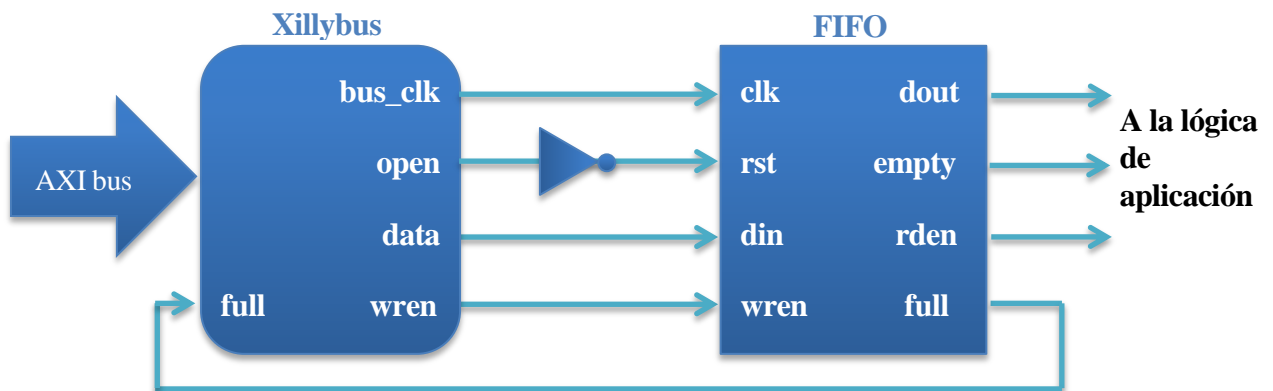 Xillybus
FIFO
bus_clk
clk
dout
open
rst
empty
AXI bus
A la lógica
de
aplicación
data
din
rden
full
wren
wren
full